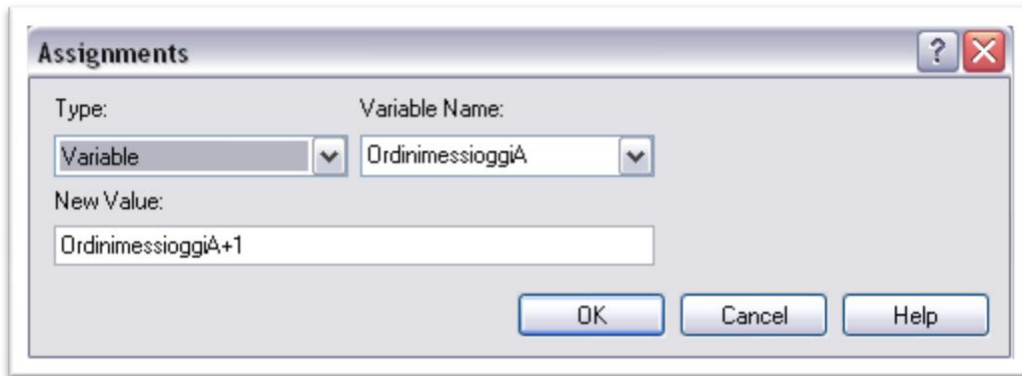 Assignments
Type: Variable Name:
Variable OrdinimessioggiA
New Value:
OrdinimessioggiA+1
OK Cancel Help